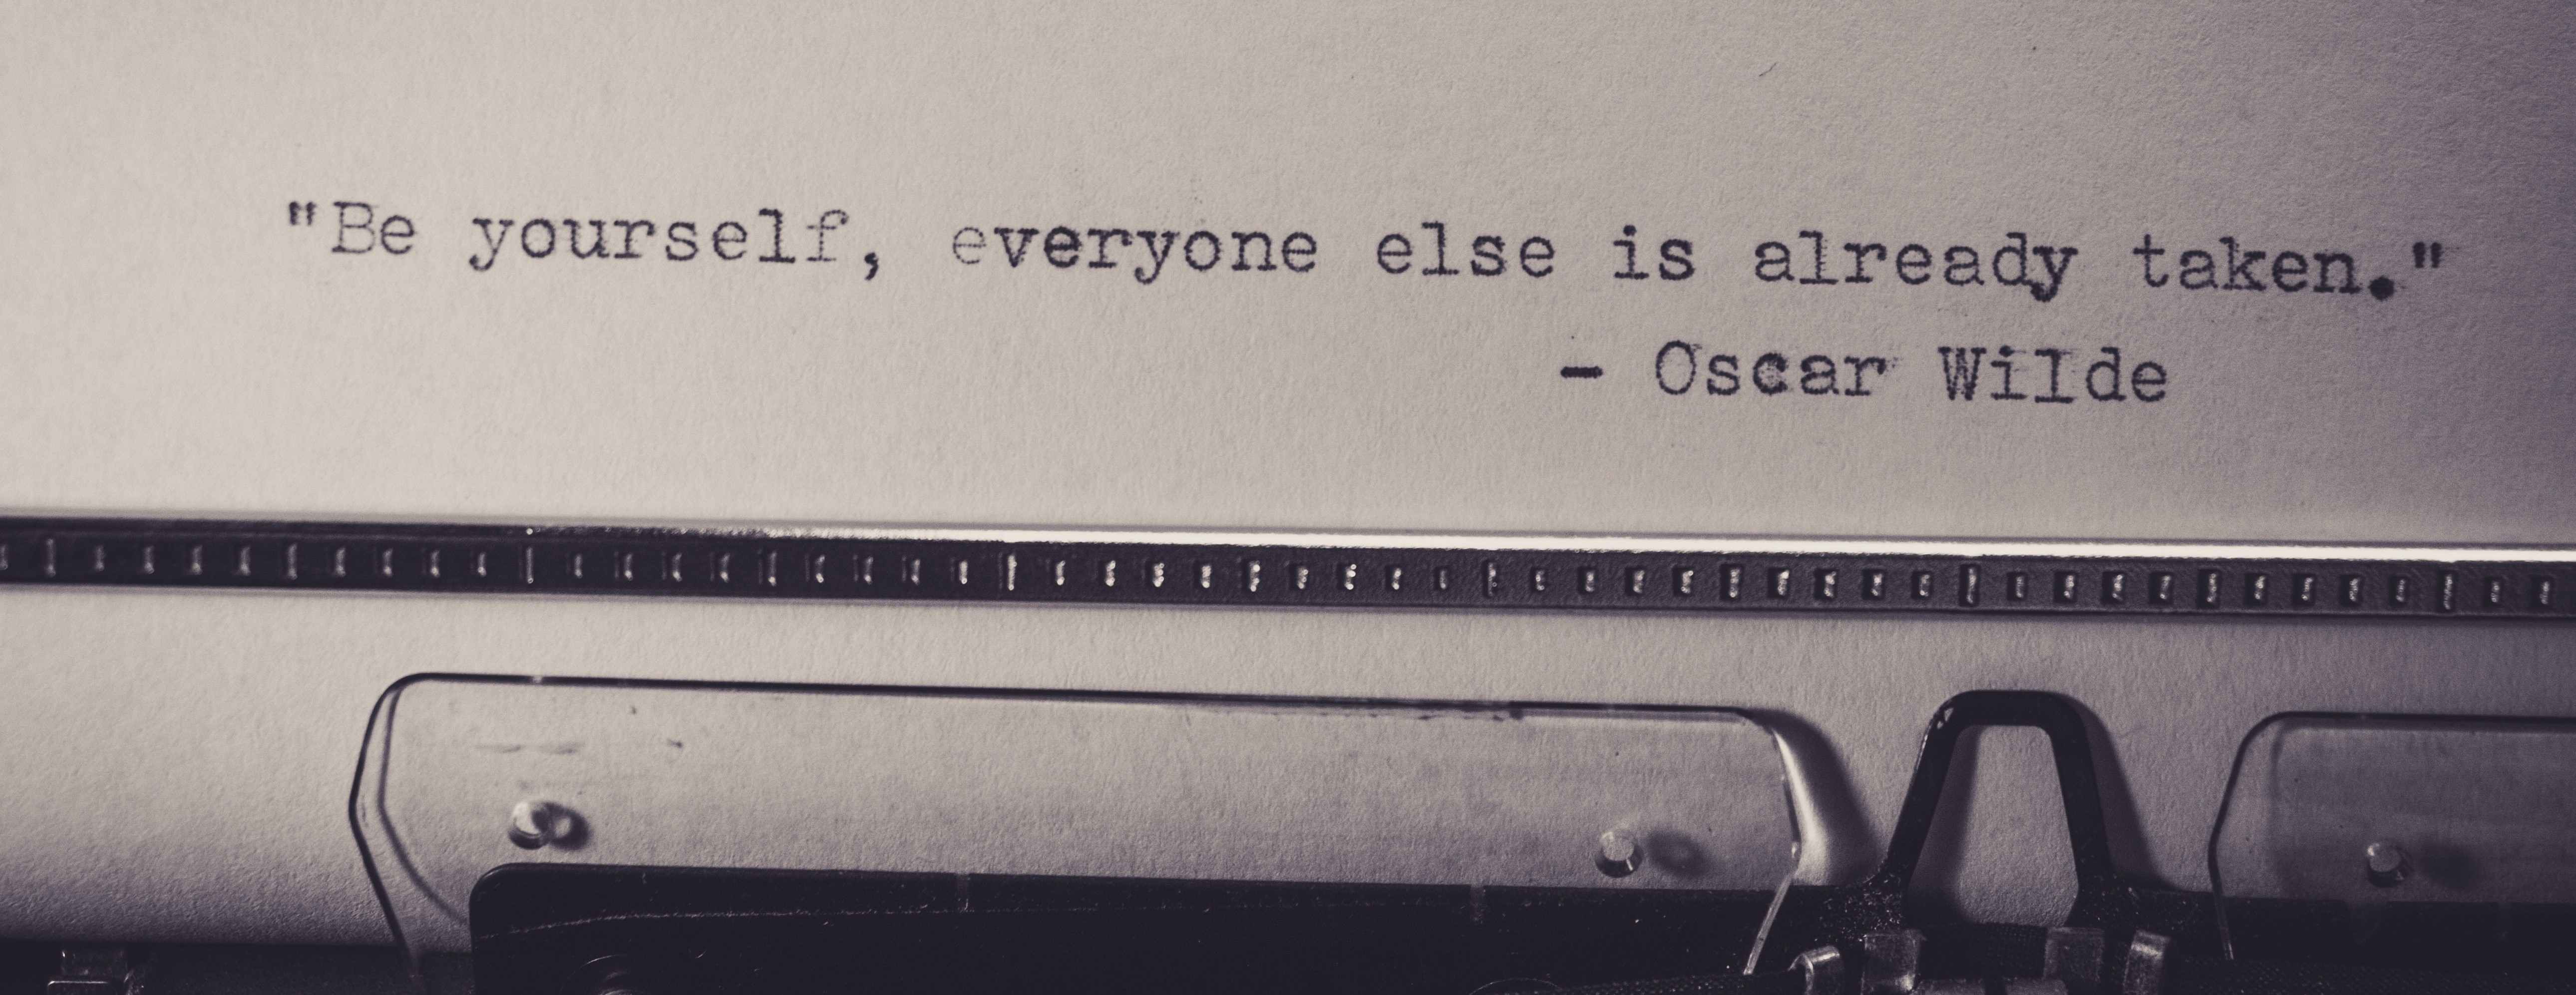 "Be yourself, everyone else is already taken."
- Oscar Wilde